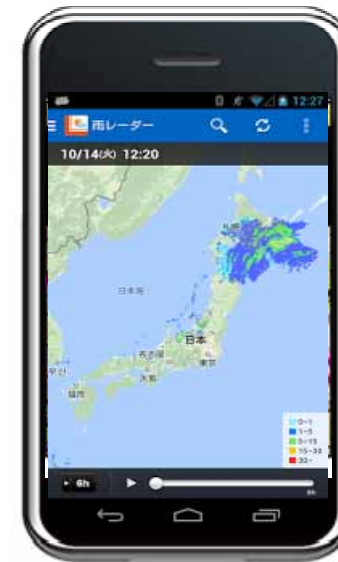 12:27
雨レーダー
10/14(火) 12:20
札幌
日本海
日本
名古屋
東京
大阪
福岡
0~1
1~5
5~15
15~30
30~
6h
6h